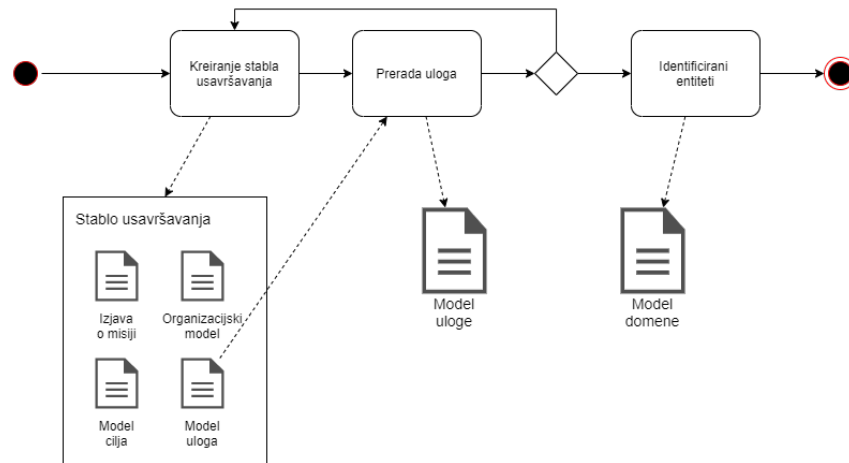 Kreiranje stabla
usavršavanja
Prerada uloga
Identificirani
entiteti
Stablo usavršavanja
Izjava
o misiji
Organizacijski
model
Model
cilja
Model
uloga
Model
uloge
Model
domene